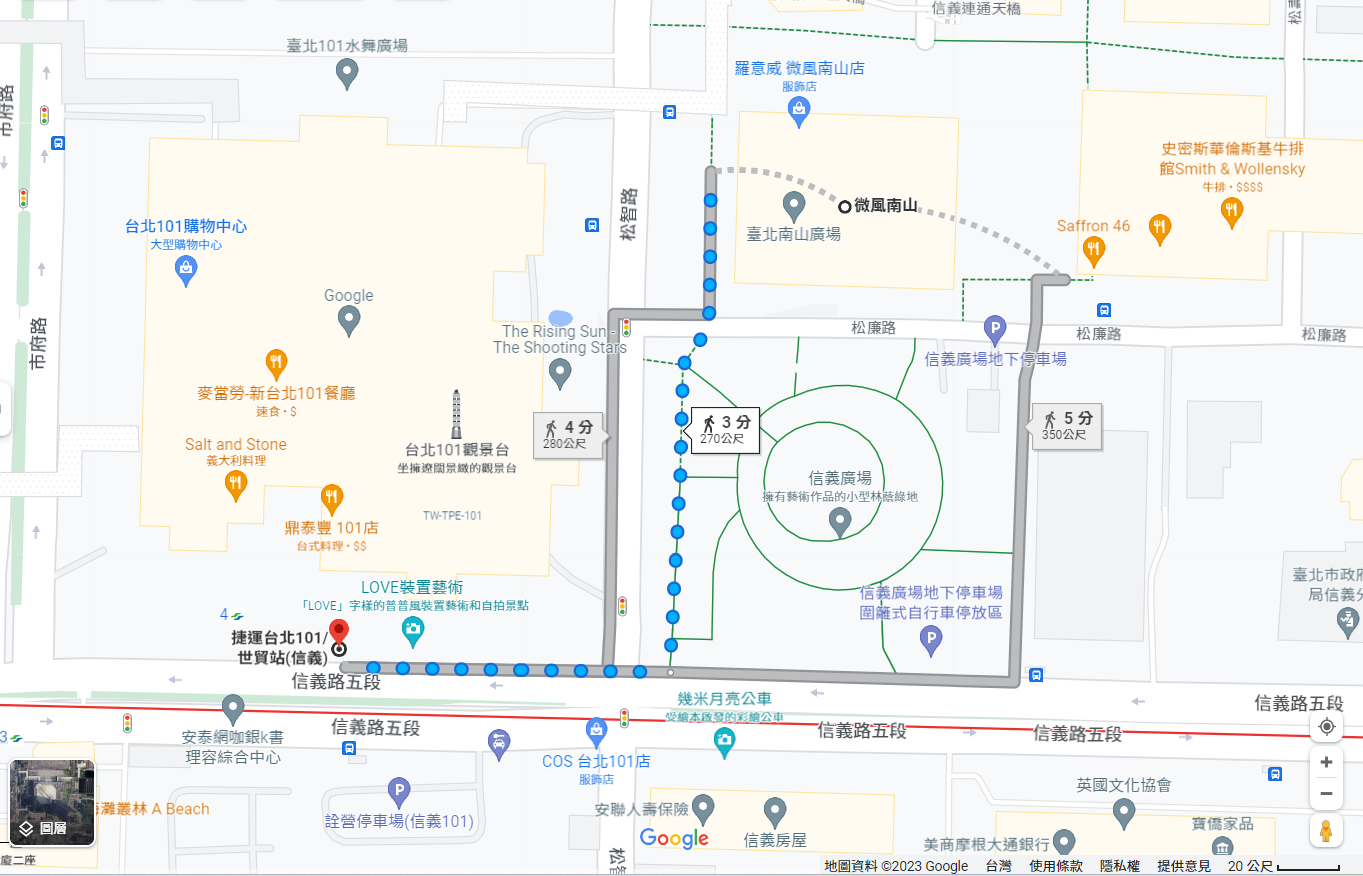 信義連通天橋
臺北101水舞廣場
羅意威 微風南山店
服飾店
市府路
松智路
史密斯華倫斯基牛排
館Smith & Wollensky
牛排・$$$$
微風南山
臺北南山廣場
Saffron 46
台北101購物中心
大型購物中心
Google
The Rising Sun -
The Shooting Stars
市府路
松廉路
松廉路
松廉路
P
信義廣場地下停車場
麥當勞-新台北101餐廳
速食・$
4 分
280公尺
3 分
270公尺
5 分
350公尺
Salt and Stone
義大利料理
台北101觀景台
坐擁遼闊景緻的觀景台
信義廣場
擁有藝術作品的小型林蔭綠地
TW-TPE-101
鼎泰豐 101店
台式料理・$$
LOVE裝置藝術
「LOVE」字樣的普普風裝置藝術和自拍景點
信義廣場地下停車場
圍離式自行車停放區
P
臺北市政府
局信義分
4
捷運台北101/
世貿站(信義)
信義路五段
幾米月亮公車
受繪本啟發的彩繪公車
信義路五段
信義路五段
信義路五段
信義路五段
3
安泰網咖銀k書
理容綜合中心
COS 台北101店
服飾店
P
詮營停車場(信義101)
灘叢林 A Beach
圖層
廈二座
安聯人壽保險
Google
信義房屋
英國文化協會
美商摩根大通銀行
寶僑家品
松智
地圖資料 ©2023 Google
台灣
使用條款
隱私權
提供意見
20 公尺